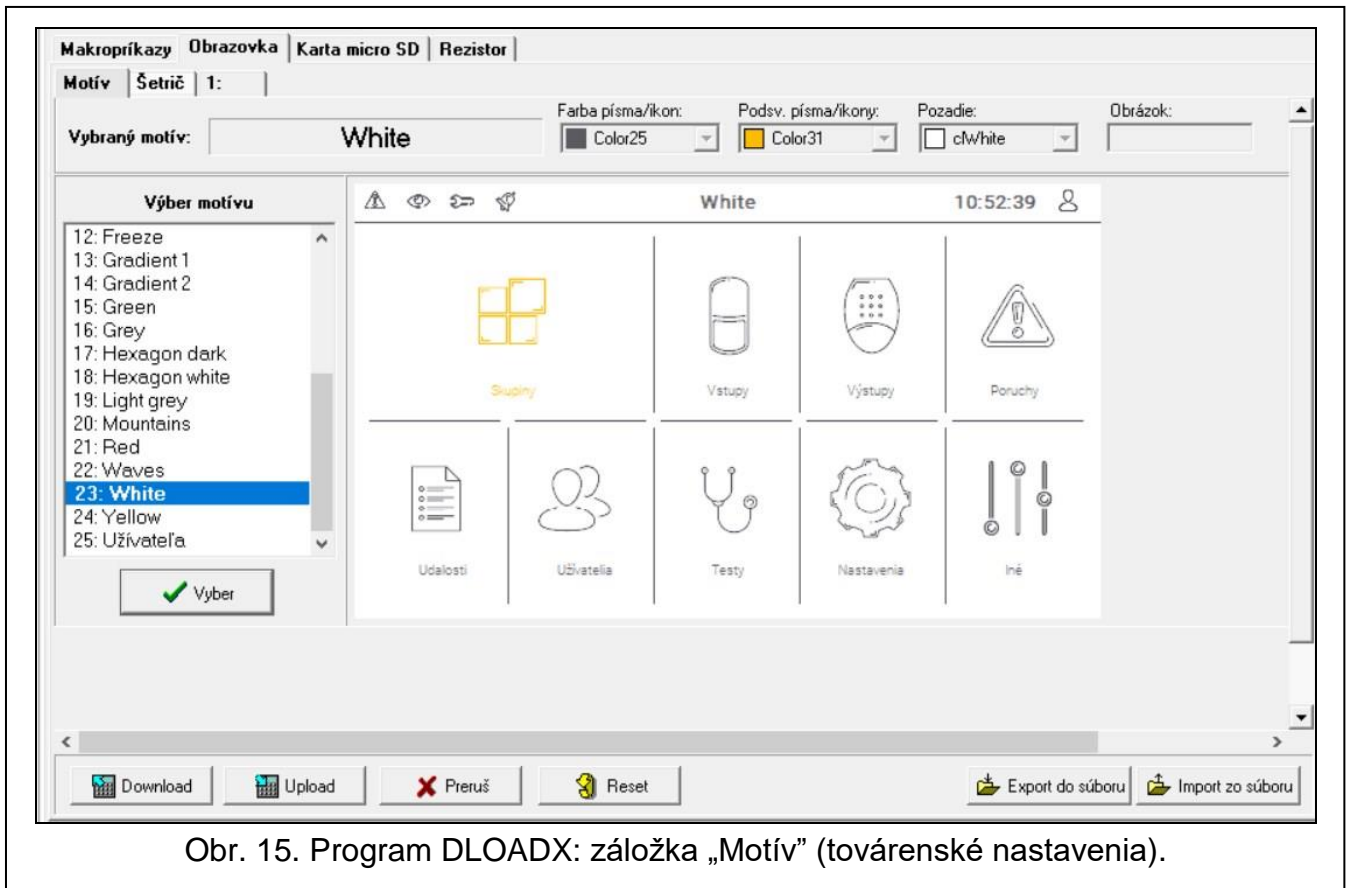 Makropríkazy Obrazovka Karta micro SD Rezistor
Motív Šetrič 1:
Farba písma/ikon: Podsv. písma/ikony: Pozadie: Obrázok:
Vybraný motív: White Color25 Color31 clWhite
Výber motívu
White 10:52:39
12: Freeze
13: Gradient 1
14: Gradient 2
15: Green
16: Grey
17: Hexagon dark
18: Hexagon white
19: Light grey
20: Mountains
21: Red
22: Waves
23: White
24: Yellow
25: Užívateľa
Vyber
Skupiny Vstupy Výstupy Poruchy
Udalosti Užívatelia Testy Nastavenia Iné
Download Upload Preruš Reset Export do súboru Import zo súboru
Obr. 15. Program DLOADX: záložka „Motív” (továrenské nastavenia).